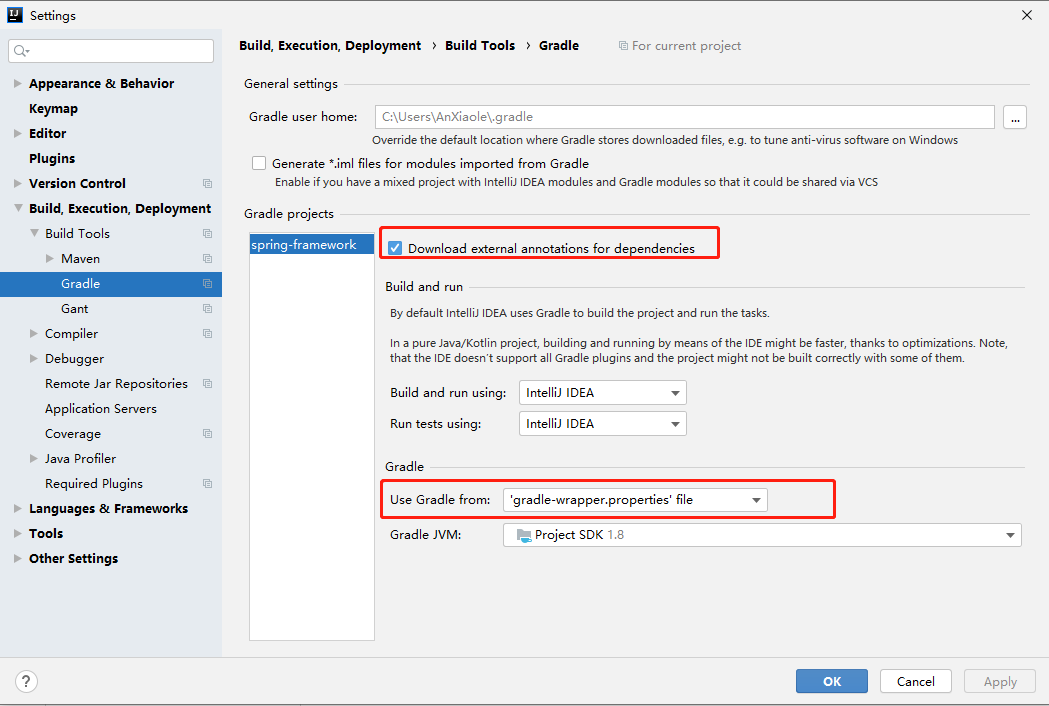 Settings
Build, Execution, Deployment › Build Tools › Gradle For current project
Appearance & Behavior
Keymap
Editor
Plugins
Version Control
Build, Execution, Deployment
Build Tools
Maven
Gradle
Gant
Compiler
Debugger
Remote Jar Repositories
Application Servers
Coverage
Java Profiler
Required Plugins
Languages & Frameworks
Tools
Other Settings
General settings
Gradle user home: C:\Users\AnXiaole\.gradle ...
Override the default location where Gradle stores downloaded files, e.g. to tune anti-virus software on Windows
Generate *.iml files for modules imported from Gradle
Enable if you have a mixed project with IntelliJ IDEA modules and Gradle modules so that it could be shared via VCS
Gradle projects
spring-framework
Download external annotations for dependencies
Build and run
By default IntelliJ IDEA uses Gradle to build the project and run the tasks.
In a pure Java/Kotlin project, building and running by means of the IDE might be faster, thanks to optimizations. Note,
that the IDE doesn't support all Gradle plugins and the project might not be built correctly with some of them.
Build and run using: IntelliJ IDEA
Run tests using: IntelliJ IDEA
Gradle
Use Gradle from: 'gradle-wrapper.properties' file
Gradle JVM: Project SDK 1.8
? OK Cancel Apply